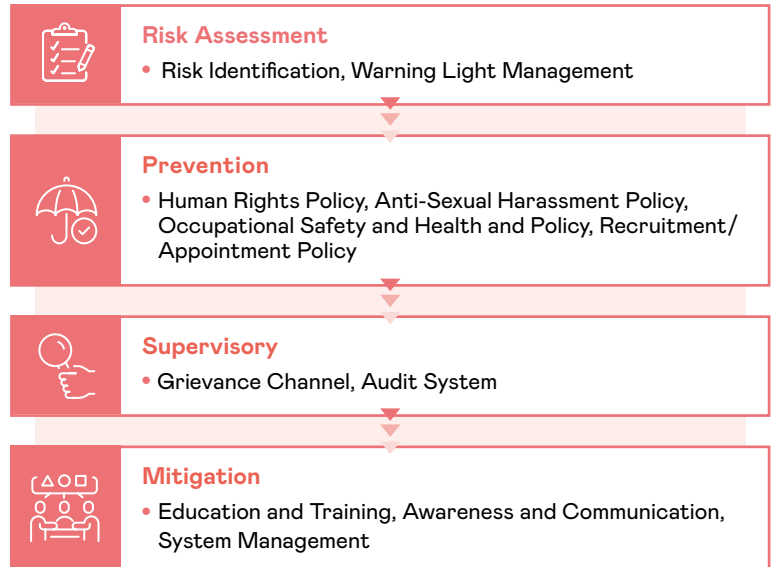 Risk Assessment
• Risk Identification, Warning Light Management
Prevention
• Human Rights Policy, Anti-Sexual Harassment Policy,
Occupational Safety and Health and Policy, Recruitment/
Appointment Policy
Supervisory
• Grievance Channel, Audit System
Mitigation
• Education and Training, Awareness and Communication,
System Management